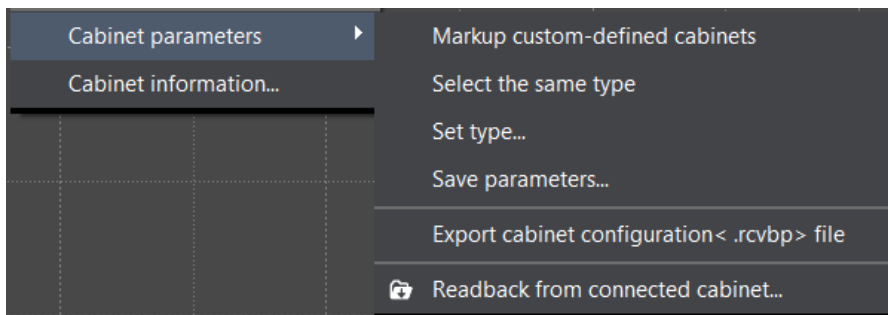 Cabinet parameters
Cabinet information...
Markup custom-defined cabinets
Select the same type
Set type...
Save parameters...
Export cabinet configuration< .rcvbp> file
Readback from connected cabinet...